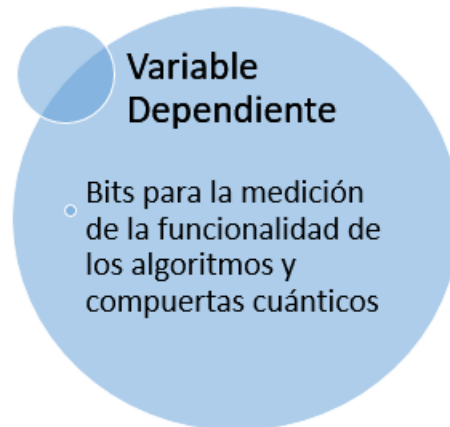 Variable
Dependiente
Bits para la medición
de la funcionalidad de
los algoritmos y
compuertas cuánticos